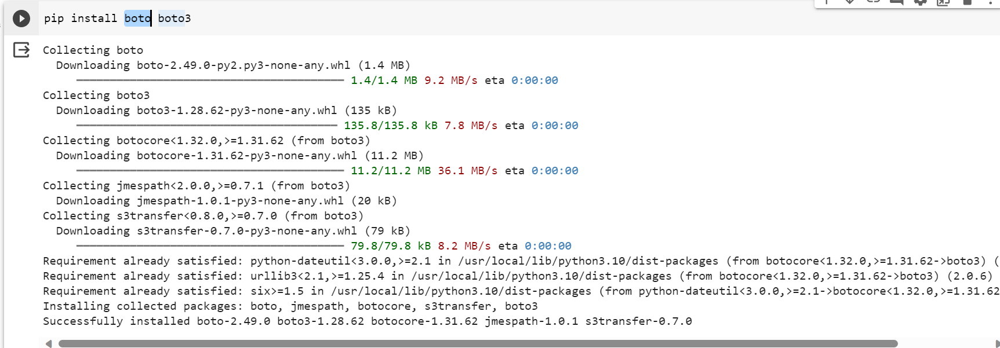 pip install boto boto3
Collecting boto
Downloading boto-2.49.0-py2.py3-none-any.whl (1.4 MB)
1.4/1.4 MB 9.2 MB/s eta 0:00:00
Collecting boto3
Downloading boto3-1.28.62-py3-none-any.whl (135 kB)
135.8/135.8 kB 7.8 MB/s eta 0:00:00
Collecting botocore<1.32.0,>=1.31.62 (from boto3)
Downloading botocore-1.31.62-py3-none-any.whl (11.2 MB)
11.2/11.2 MB 36.1 MB/s eta 0:00:00
Collecting jmespath<2.0.0,>=0.7.1 (from boto3)
Downloading jmespath-1.0.1-py3-none-any.whl (20 kB)
Collecting s3transfer<0.8.0,>=0.7.0 (from boto3)
Downloading s3transfer-0.7.0-py3-none-any.whl (79 kB)
79.8/79.8 kB 8.2 MB/s eta 0:00:00
Requirement already satisfied: python-dateutil<3.0.0,>=2.1 in /usr/local/lib/python3.10/dist-packages (from botocore<1.32.0,>=1.31.62->boto3) (
Requirement already satisfied: urllib3<2.1,>=1.25.4 in /usr/local/lib/python3.10/dist-packages (from botocore<1.32.0,>=1.31.62->boto3) (2.0.6)
Requirement already satisfied: six>=1.5 in /usr/local/lib/python3.10/dist-packages (from python-dateutil<3.0.0,>=2.1->botocore<1.32.0,>=1.31.62
Installing collected packages: boto, jmespath, botocore, s3transfer, boto3
Successfully installed boto-2.49.0 boto3-1.28.62 botocore-1.31.62 jmespath-1.0.1 s3transfer-0.7.0